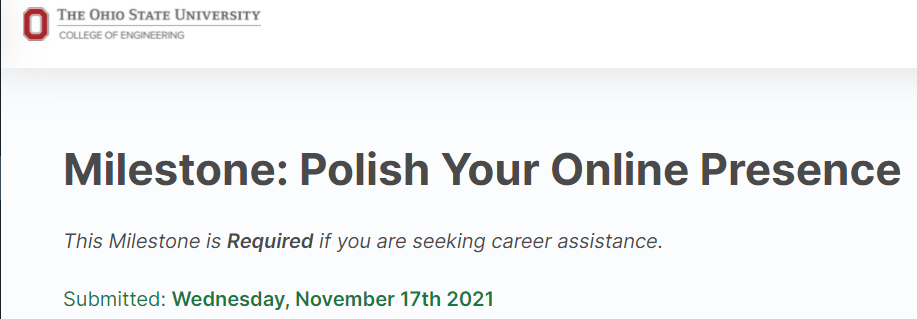 THE OHIO STATE UNIVERSITY
COLLEGE OF ENGINEERING
Milestone: Polish Your Online Presence
This Milestone is Required if you are seeking career assistance.
Submitted: Wednesday, November 17th 2021